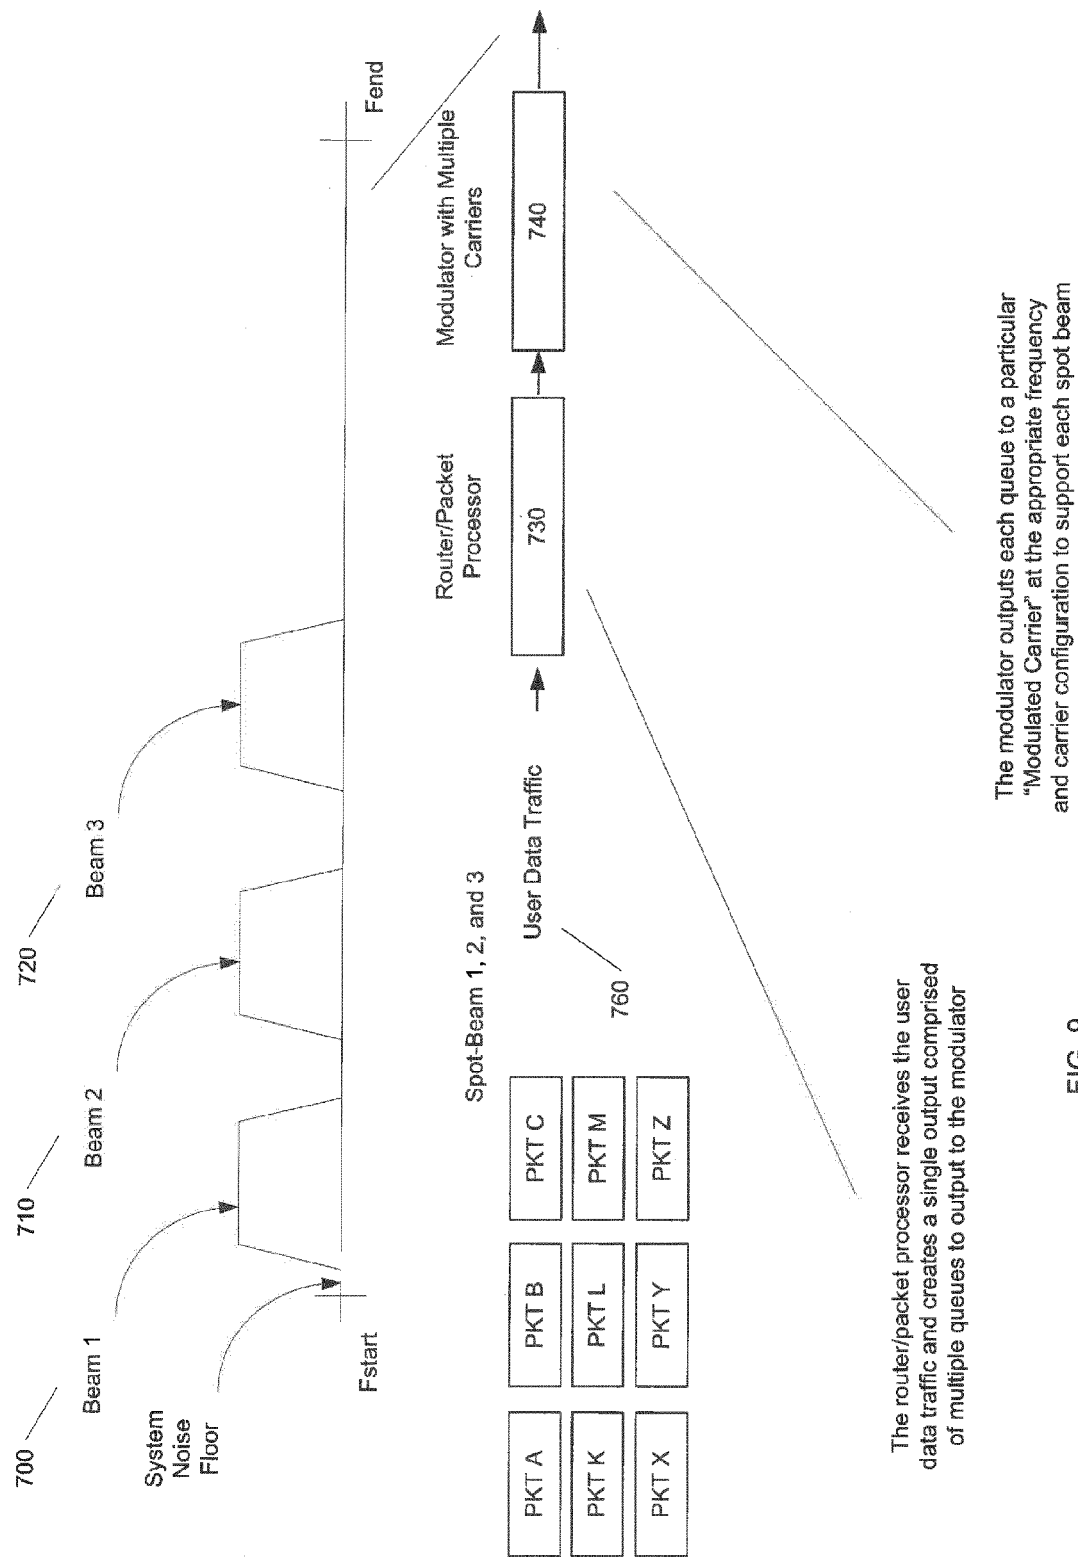 700
710
720
Beam 1
Beam 2
Beam 3
System
Noise
Floor
Fstart
Fend
Spot-Beam 1, 2, and 3
Router/Packet
Processor
Modulator with Multiple
Carriers
PKT A
PKT B
PKT C
User Data Traffic
730
740
PKT K
PKT L
PKT M
760
PKT X
PKT Y
PKT Z
The router/packet processor receives the user
data traffic and creates a single output comprised
of multiple queues to output to the modulator
The modulator outputs each queue to a particular
“Modulated Carrier” at the appropriate frequency
and carrier configuration to support each spot beam